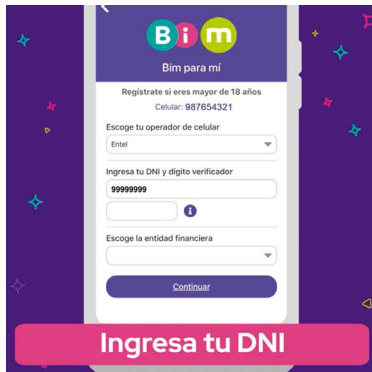 Bim
Bim para mí
Regístrate si eres mayor de 18 años
Celular: 987654321
Escoge tu operador de celular
Entel
Ingresa tu DNI y dígito verificador
99999999
i
Escoge la entidad financiera
Continuar
Ingresa tu DNI